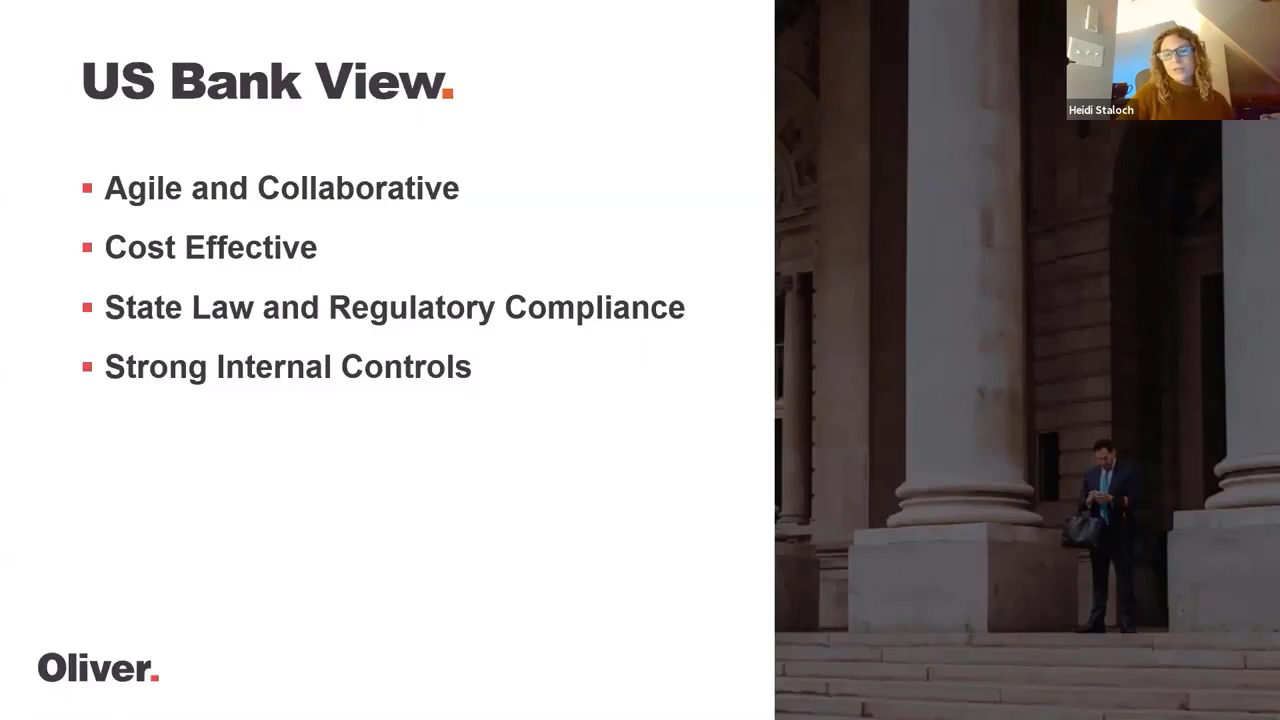 US Bank View.
Agile and Collaborative
Cost Effective
State Law and Regulatory Compliance
Strong Internal Controls
Oliver.
Heidi Staloch